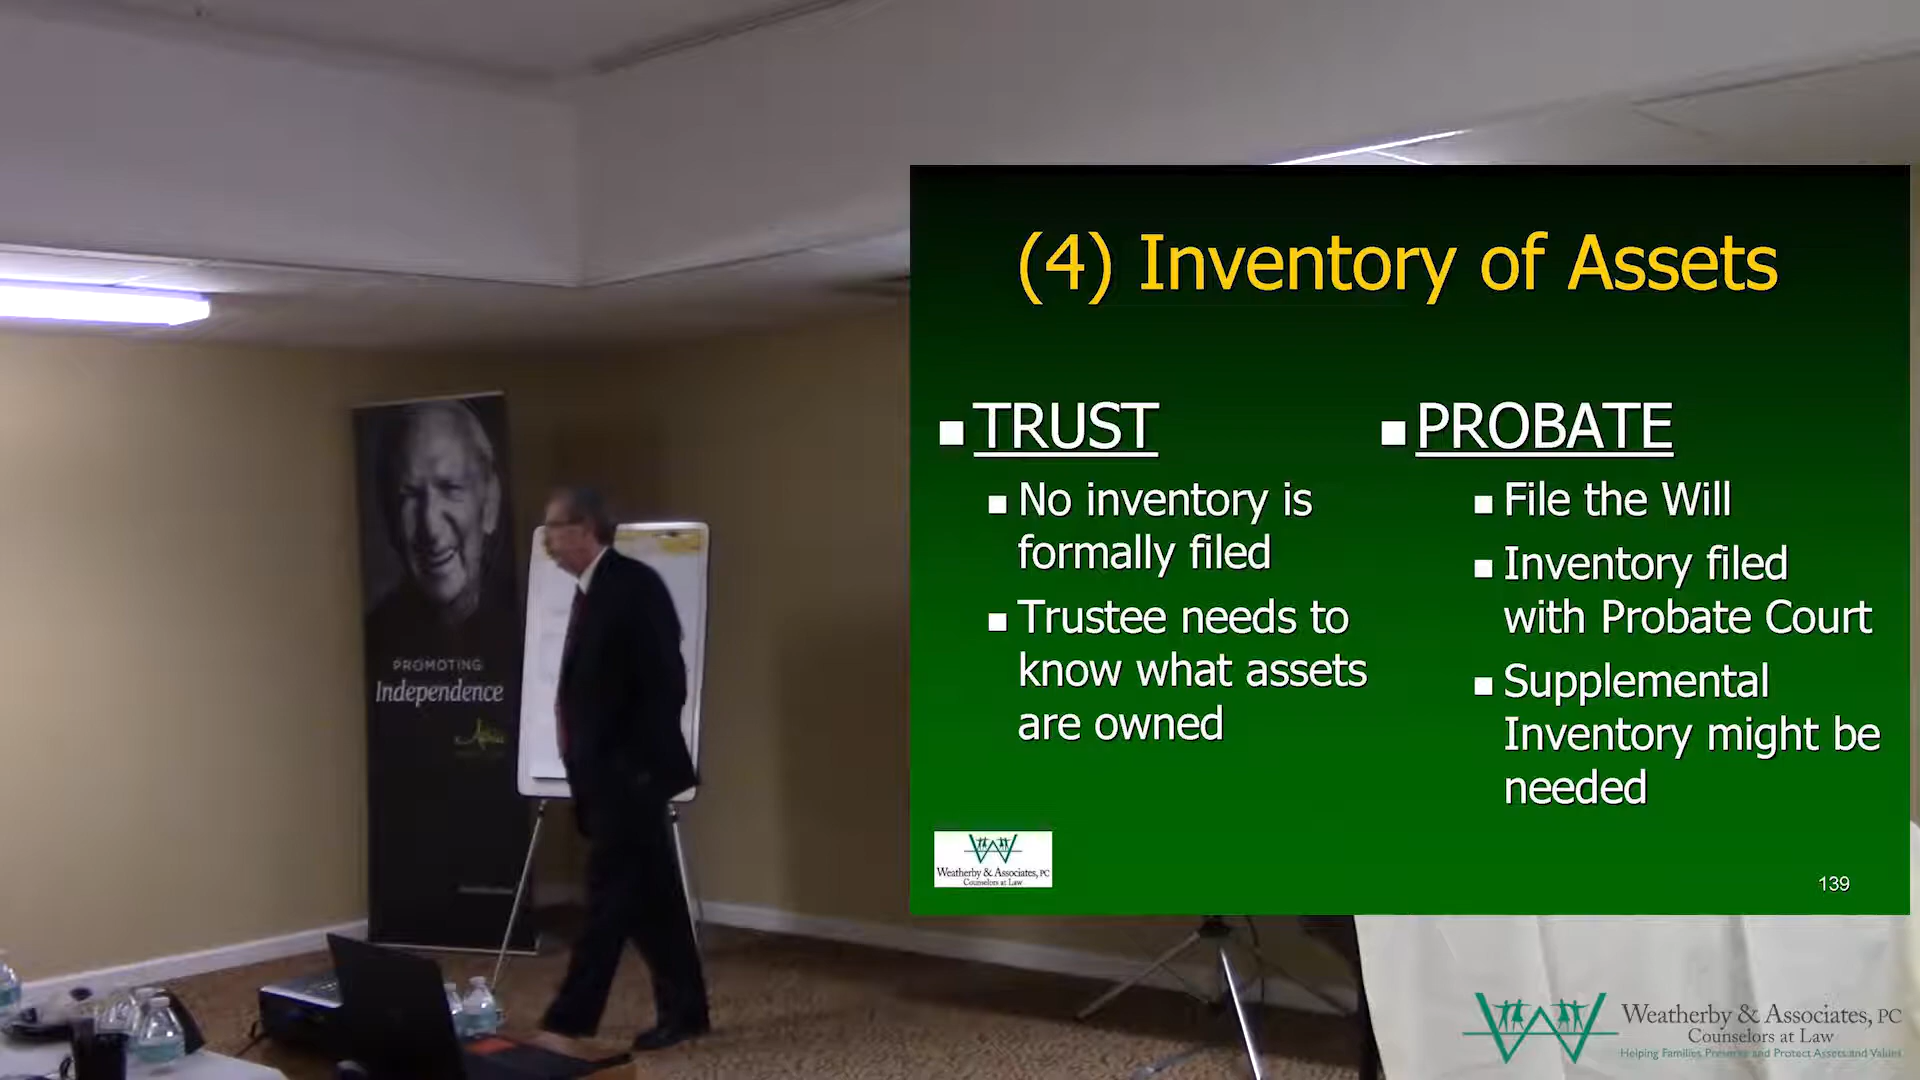 (4) Inventory of Assets
TRUST
No inventory is
formally filed
Trustee needs to
know what assets
are owned
PROBATE
File the Will
Inventory filed
with Probate Court
Supplemental
Inventory might be
needed
Weatherby & Associates, PC
Counselors at Law
139
PROMOTING
Independence
Weatherby & Associates, PC
Counselors at Law
Helping Families Preserve and Protect Assets and Values